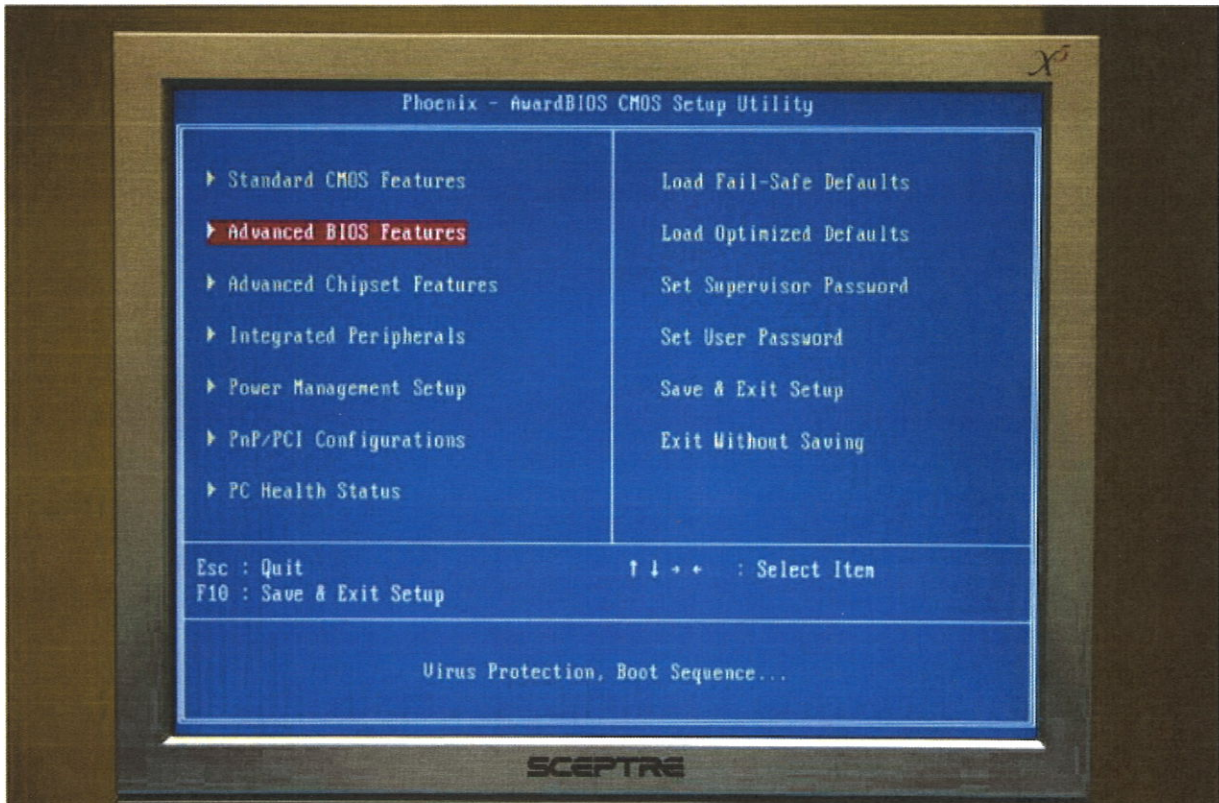 X5
Phoenix - AwardBIOS CMOS Setup Utility
Standard CMOS Features
Advanced BIOS Features
Advanced Chipset Features
Integrated Peripherals
Power Management Setup
PnP/PCI Configurations
PC Health Status
Load Fail-Safe Defaults
Load Optimized Defaults
Set Supervisor Password
Set User Password
Save & Exit Setup
Exit Without Saving
Esc : Quit
F10 : Save & Exit Setup
↑ ↓ → ← : Select Item
Virus Protection, Boot Sequence...
SCEPTRE